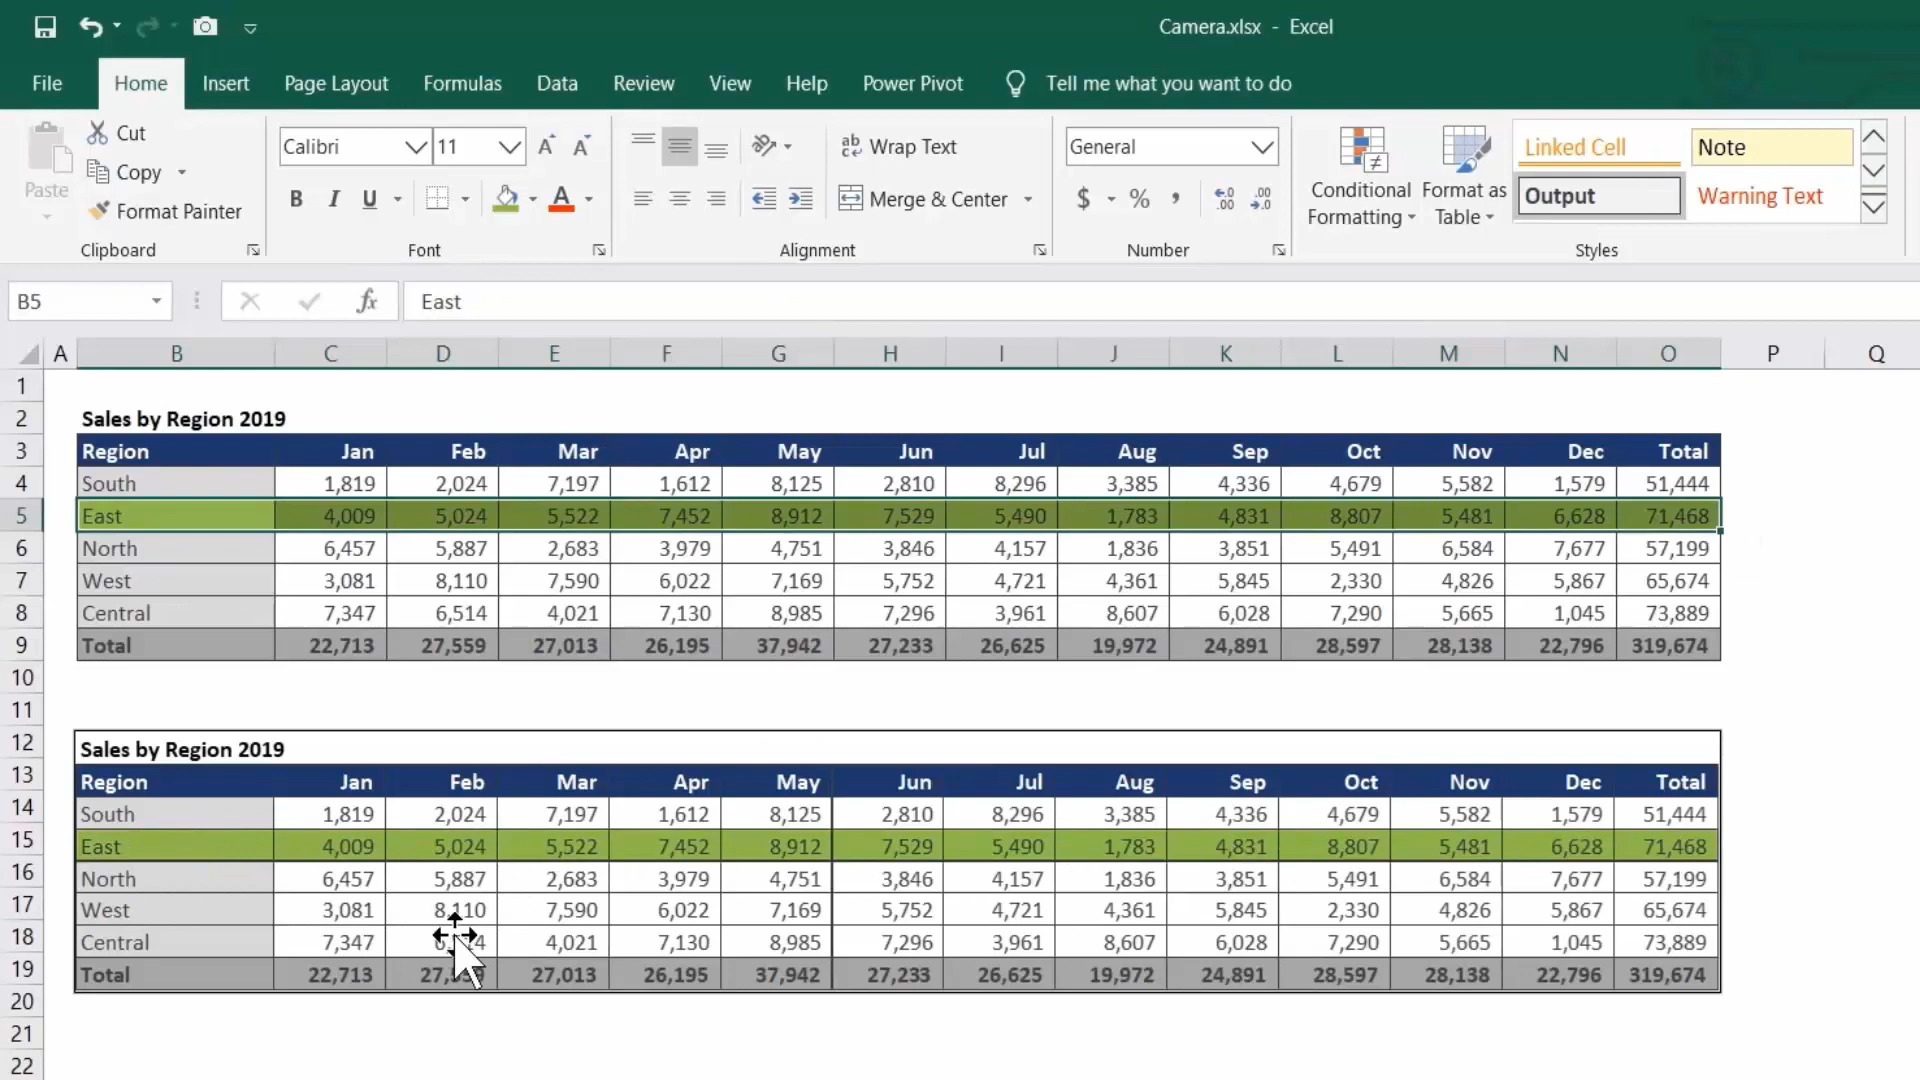 Camera.xlsx - Excel
File Home Insert Page Layout Formulas Data Review View Help Power Pivot Tell me what you want to do
Paste
Cut
Copy
Format Painter
Clipboard
Calibri 11
B I U A
Font
Wrap Text
Merge & Center
Alignment
General
$ % ,
Number
Conditional Formatting
Format as Table
Linked Cell Note
Output Warning Text
Styles
B5 fx East
A B C D E F G H I J K L M N O P Q
1
2 Sales by Region 2019
3 Region Jan Feb Mar Apr May Jun Jul Aug Sep Oct Nov Dec Total
4 South 1,819 2,024 7,197 1,612 8,125 2,810 8,296 3,385 4,336 4,679 5,582 1,579 51,444
5 East 4,009 5,024 5,522 7,452 8,912 7,529 5,490 1,783 4,831 8,807 5,481 6,628 71,468
6 North 6,457 5,887 2,683 3,979 4,751 3,846 4,157 1,836 3,851 5,491 6,584 7,677 57,199
7 West 3,081 8,110 7,590 6,022 7,169 5,752 4,721 4,361 5,845 2,330 4,826 5,867 65,674
8 Central 7,347 6,514 4,021 7,130 8,985 7,296 3,961 8,607 6,028 7,290 5,665 1,045 73,889
9 Total 22,713 27,559 27,013 26,195 37,942 27,233 26,625 19,972 24,891 28,597 28,138 22,796 319,674
10
11
12 Sales by Region 2019
13 Region Jan Feb Mar Apr May Jun Jul Aug Sep Oct Nov Dec Total
14 South 1,819 2,024 7,197 1,612 8,125 2,810 8,296 3,385 4,336 4,679 5,582 1,579 51,444
15 East 4,009 5,024 5,522 7,452 8,912 7,529 5,490 1,783 4,831 8,807 5,481 6,628 71,468
16 North 6,457 5,887 2,683 3,979 4,751 3,846 4,157 1,836 3,851 5,491 6,584 7,677 57,199
17 West 3,081 8,110 7,590 6,022 7,169 5,752 4,721 4,361 5,845 2,330 4,826 5,867 65,674
18 Central 7,347 4,021 7,130 8,985 7,296 3,961 8,607 6,028 7,290 5,665 1,045 73,889
19 Total 22,713 27,013 26,195 37,942 27,233 26,625 19,972 24,891 28,597 28,138 22,796 319,674
20
21
22